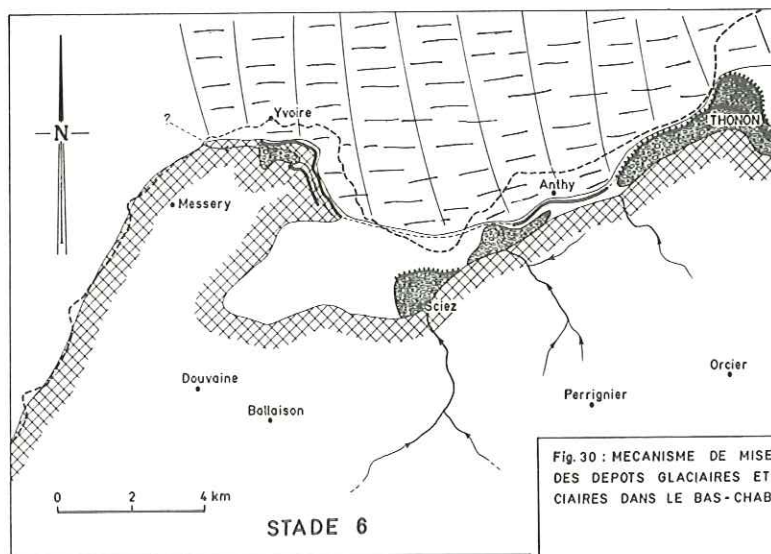 ?
Yvoire
N
THONON
Messery
Anthy
Sciez
Douvaine
Ballaison
Orcier
Perrignier
0 2 4 km
STADE 6
Fig. 30 : MECANISME DE MISE
DES DEPOTS GLACIAIRES ET
CIAIRES DANS LE BAS-CHAB